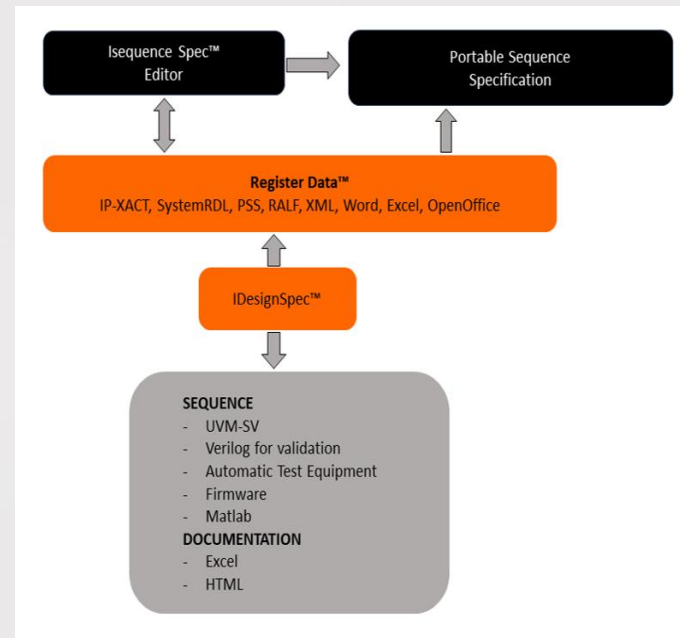 Isequence Spec™
Editor
Portable Sequence
Specification
Register Data™
IP-XACT, SystemRDL, PSS, RALF, XML, Word, Excel, OpenOffice
IDesignSpec™
SEQUENCE
- UVM-SV
- Verilog for validation
- Automatic Test Equipment
- Firmware
- Matlab
DOCUMENTATION
- Excel
- HTML